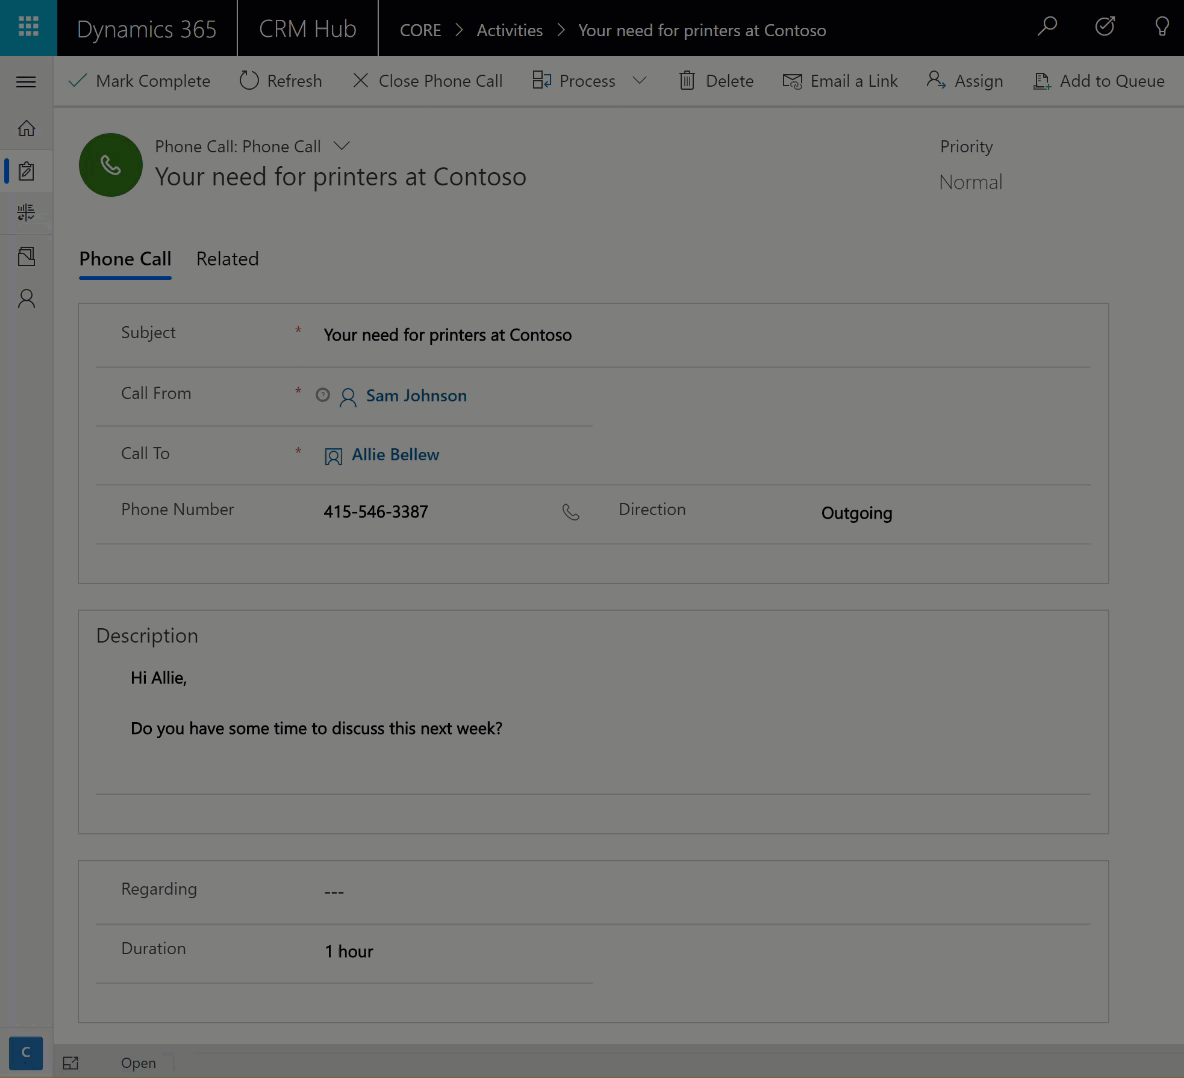 Dynamics 365 CRM Hub CORE > Activities > Your need for printers at Contoso
Mark Complete Refresh Close Phone Call Process Delete Email a Link Assign Add to Queue
Phone Call: Phone Call
Your need for printers at Contoso
Priority
Normal
Phone Call Related
Subject * Your need for printers at Contoso
Call From * Sam Johnson
Call To * Allie Bellew
Phone Number 415-546-3387 Direction Outgoing
Description
Hi Allie,
Do you have some time to discuss this next week?
Regarding ---
Duration 1 hour
C Open